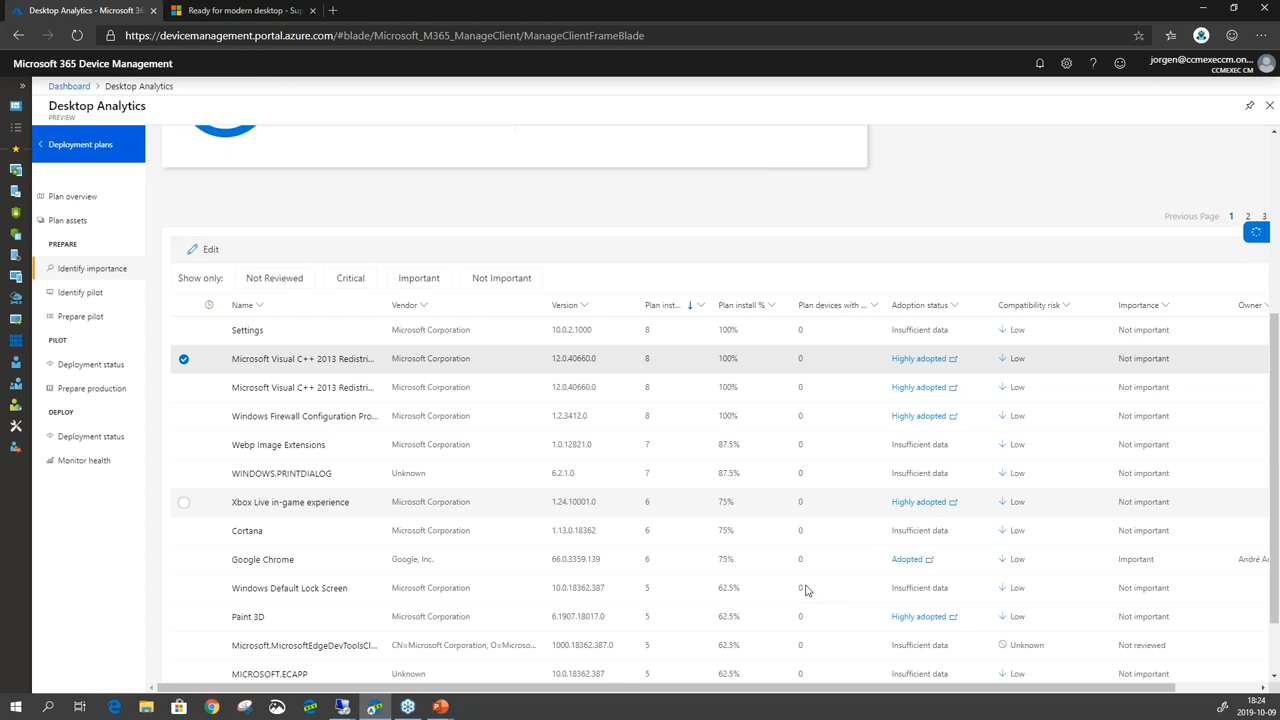 Desktop Analytics - Microsoft 36
Ready for modern desktop - Sup
https://devicemanagement.portal.azure.com/#blade/Microsoft_M365_ManageClient/ManageClientFrameBlade
Microsoft 365 Device Management
jorgen@ccmexeccm.on...
CCMEXEC CM
Dashboard > Desktop Analytics
Desktop Analytics
PREVIEW
Deployment plans
Plan overview
Plan assets
PREPARE
Identify importance
Identify pilot
Prepare pilot
PILOT
Deployment status
Prepare production
DEPLOY
Deployment status
Monitor health
Previous Page 1 2 3
Edit
Show only: Not Reviewed Critical Important Not Important
Name Vendor Version Plan inst... Plan install % Plan devices with ... Adoption status Compatibility risk Importance Owner
Settings Microsoft Corporation 10.0.2.1000 8 100% 0 Insufficient data Low Not important
Microsoft Visual C++ 2013 Redistri... Microsoft Corporation 12.0.40660.0 8 100% 0 Highly adopted Low Not important
Microsoft Visual C++ 2013 Redistri... Microsoft Corporation 12.0.40660.0 8 100% 0 Highly adopted Low Not important
Windows Firewall Configuration Pro... Microsoft Corporation 1.2.3412.0 8 100% 0 Highly adopted Low Not important
Webp Image Extensions Microsoft Corporation 1.0.12821.0 7 87.5% 0 Insufficient data Low Not important
WINDOWS.PRINTDIALOG Unknown 6.2.1.0 7 87.5% 0 Insufficient data Low Not important
Xbox Live in-game experience Microsoft Corporation 1.24.10001.0 6 75% 0 Highly adopted Low Not important
Cortana Microsoft Corporation 1.13.0.18362 6 75% 0 Insufficient data Low Not important
Google Chrome Google, Inc. 66.0.3359.139 6 75% 0 Adopted Low Important André A
Windows Default Lock Screen Microsoft Corporation 10.0.18362.387 5 62.5% 0 Insufficient data Low Not important
Paint 3D Microsoft Corporation 6.1907.18017.0 5 62.5% 0 Highly adopted Low Not important
Microsoft.MicrosoftEdgeDevToolsCl... CN=Microsoft Corporation, O=Microso... 1000.18362.387.0 5 62.5% 0 Insufficient data Unknown Not reviewed
MICROSOFT.ECAPP Unknown 10.0.18362.387 5 62.5% 0 Insufficient data Low Not important
18:24
2019-10-09